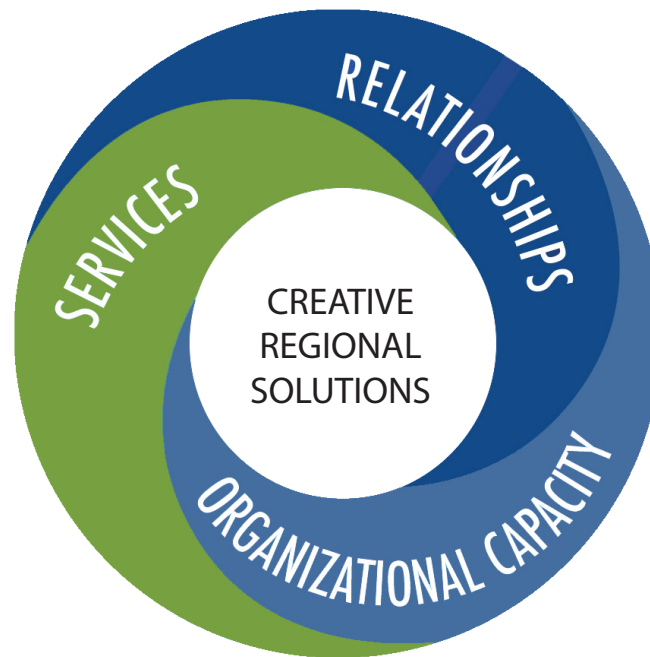 RELATIONSHIPS
SERVICES
CREATIVE
REGIONAL
SOLUTIONS
ORGANIZATIONAL CAPACITY